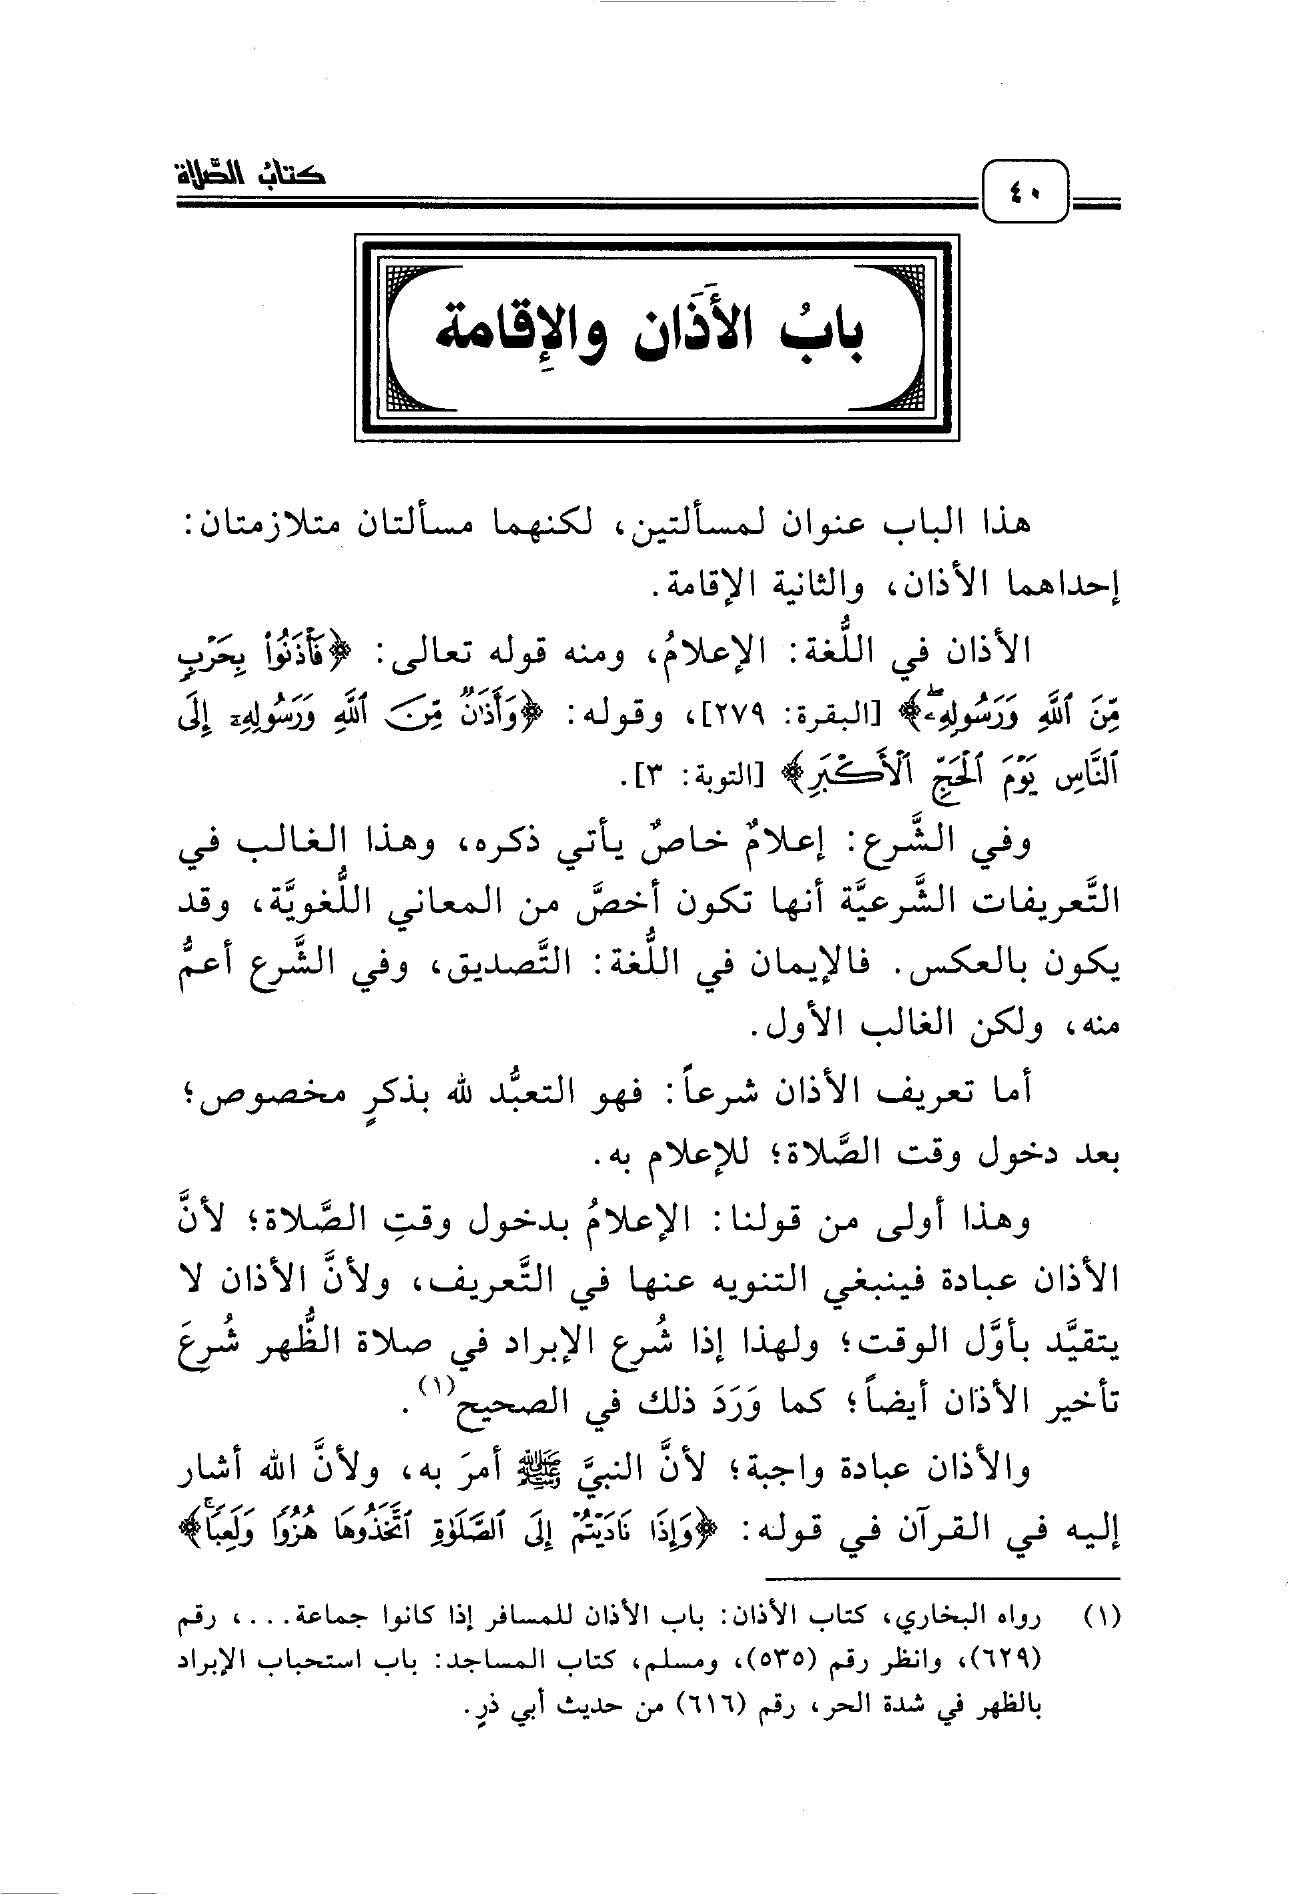 كتابُ الصَّلاة
٤٠
بابُ الأَذَان والإِقامة
هذا الباب عنوان لمسألتين، لكنهما مسألتان متلازمتان:
إحداهما الأذان، والثانية الإقامة.
الأذان في اللُّغة: الإعلامُ، ومنه قوله تعالى: ﴿فَأْذَنُوا۟ بِحَرْبٍ
مِّنَ ٱللَّهِ وَرَسُولِهِۦۖ﴾ [البقرة: ٢٧٩]، وقوله: ﴿وَأَذَٰنٌ مِّنَ ٱللَّهِ وَرَسُولِهِۦٓ إِلَى
ٱلنَّاسِ يَوْمَ ٱلْحَجِّ ٱلْأَكْبَرِ﴾ [التوبة: ٣].
وفي الشَّرع: إعلامٌ خاصٌ يأتي ذكره، وهذا الغالب في
التَّعريفات الشَّرعيَّة أنها تكون أخصَّ من المعاني اللُّغويَّة، وقد
يكون بالعكس. فالإيمان في اللُّغة: التَّصديق، وفي الشَّرع أعمُّ
منه، ولكن الغالب الأول.
أما تعريف الأذان شرعاً: فهو التعبُّد لله بذكرٍ مخصوص؛
بعد دخول وقت الصَّلاة؛ للإعلام به.
وهذا أولى من قولنا: الإعلامُ بدخول وقتِ الصَّلاة؛ لأنَّ
الأذان عبادة فينبغي التنويه عنها في التَّعريف، ولأنَّ الأذان لا
يتقيَّد بأوَّل الوقت؛ ولهذا إذا شُرع الإبراد في صلاة الظُّهر شُرعَ
تأخير الأذان أيضاً؛ كما وَرَدَ ذلك في الصحيح(١).
والأذان عبادة واجبة؛ لأنَّ النبيَّ ﷺ أمرَ به، ولأنَّ الله أشار
إليه في القرآن في قوله: ﴿وَإِذَا نَادَيْتُمْ إِلَى ٱلصَّلَوٰةِ ٱتَّخَذُوهَا هُزُوًا وَلَعِبًاۚ﴾
(١) رواه البخاري، كتاب الأذان: باب الأذان للمسافر إذا كانوا جماعة...، رقم
(٦٢٩)، وانظر رقم (٥٣٥)، ومسلم، كتاب المساجد: باب استحباب الإبراد
بالظهر في شدة الحر، رقم (٦١٦) من حديث أبي ذرٍ.